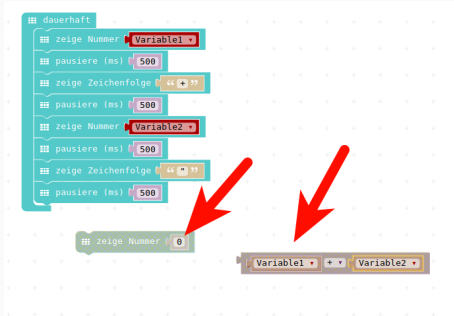 dauerhaft
zeige Nummer Variable1
pausiere (ms) 500
zeige Zeichenfolge " + "
pausiere (ms) 500
zeige Nummer Variable2
pausiere (ms) 500
zeige Zeichenfolge " " "
pausiere (ms) 500
zeige Nummer 0
Variable1 + Variable2